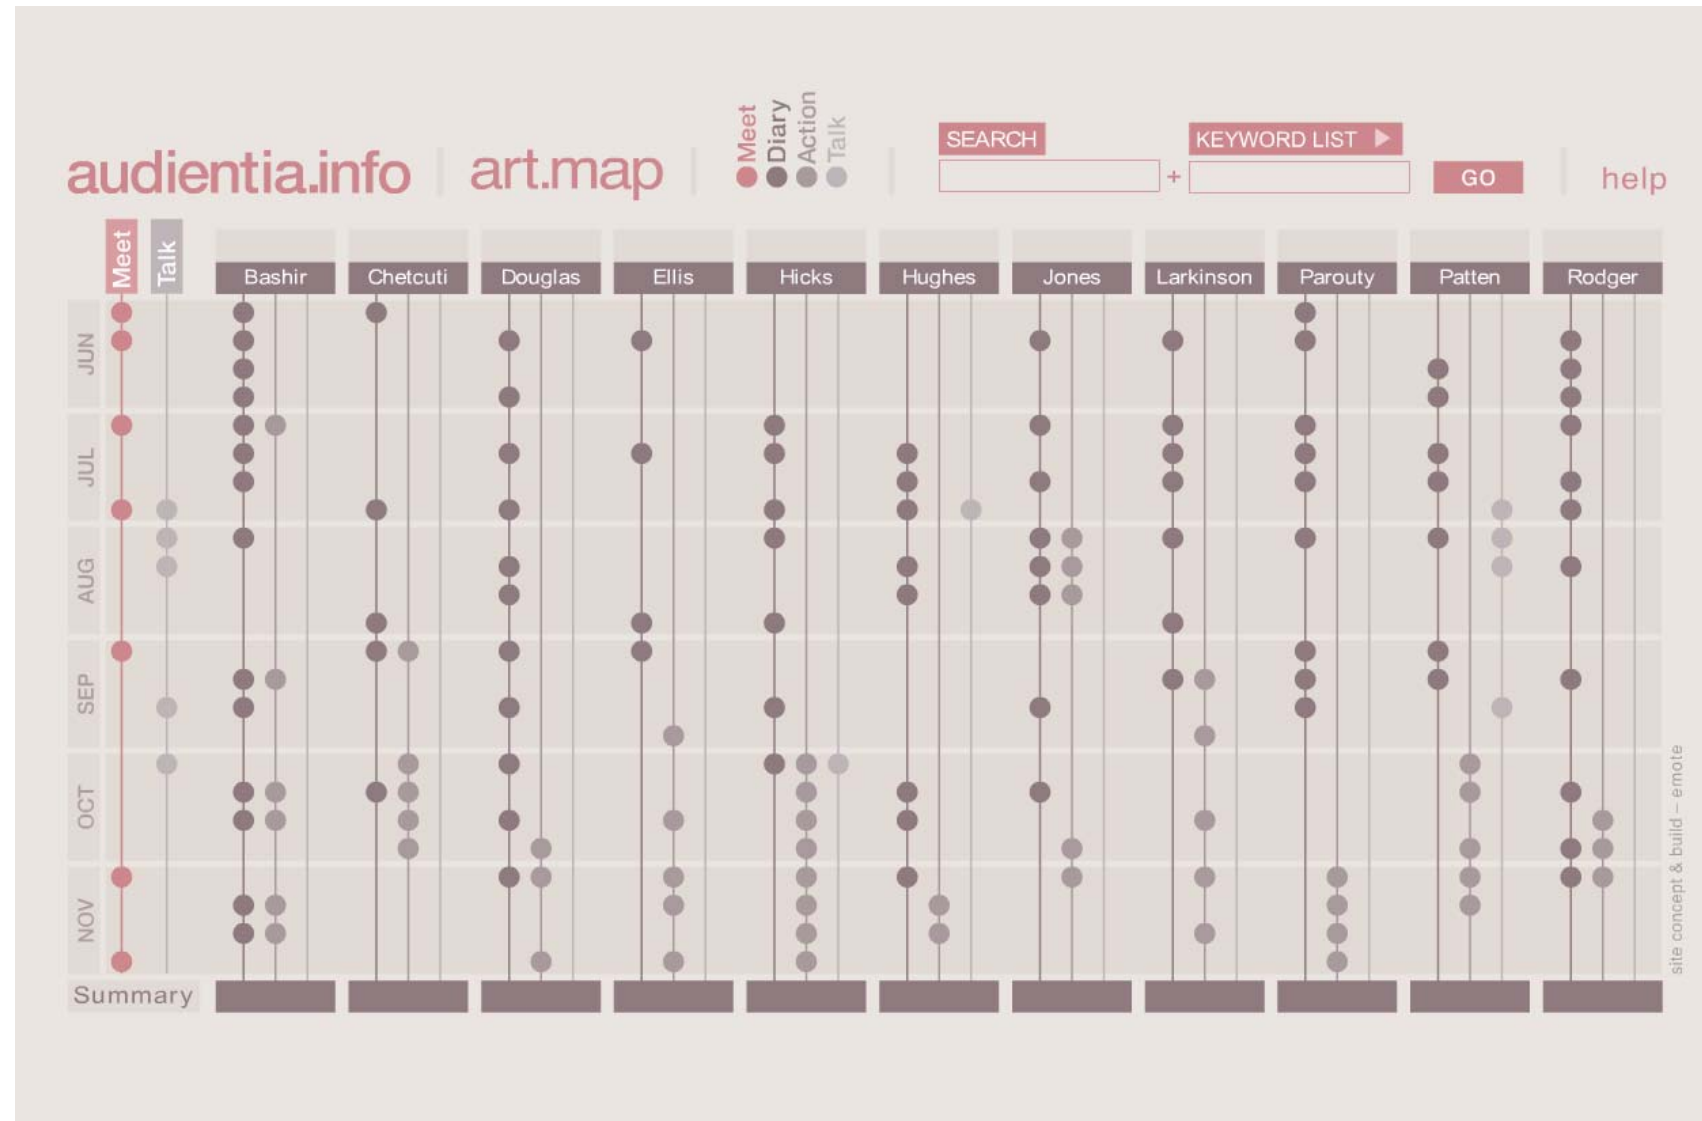 audientia.info
art.map
Meet
Diary
Action
Talk
SEARCH
KEYWORD LIST
+
GO
help
Meet
Talk
Bashir
Chetcuti
Douglas
Ellis
Hicks
Hughes
Jones
Larkinson
Parouty
Patten
Rodger
JUN
JUL
AUG
SEP
OCT
NOV
Summary
site concept & build – emote